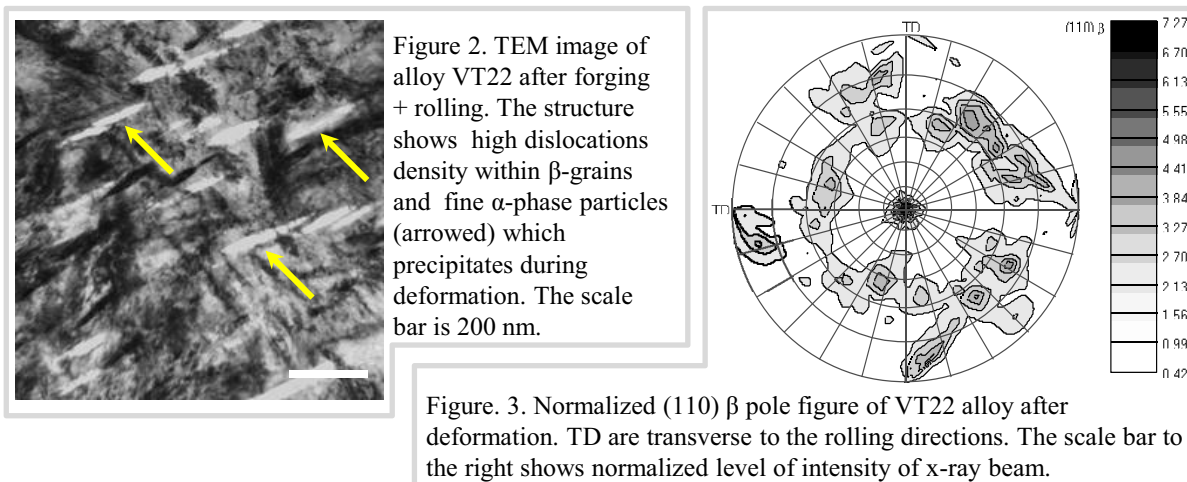 Figure 2. TEM image of
alloy VT22 after forging
+ rolling. The structure
shows high dislocations
density within β-grains
and fine α-phase particles
(arrowed) which
precipitates during
deformation. The scale
bar is 200 nm.
TD
(110) β
TD
7.27
6.70
6.13
5.55
4.98
4.41
3.84
3.27
2.70
2.13
1.56
0.99
0.42
Figure. 3. Normalized (110) β pole figure of VT22 alloy after
deformation. TD are transverse to the rolling directions. The scale bar to
the right shows normalized level of intensity of x-ray beam.